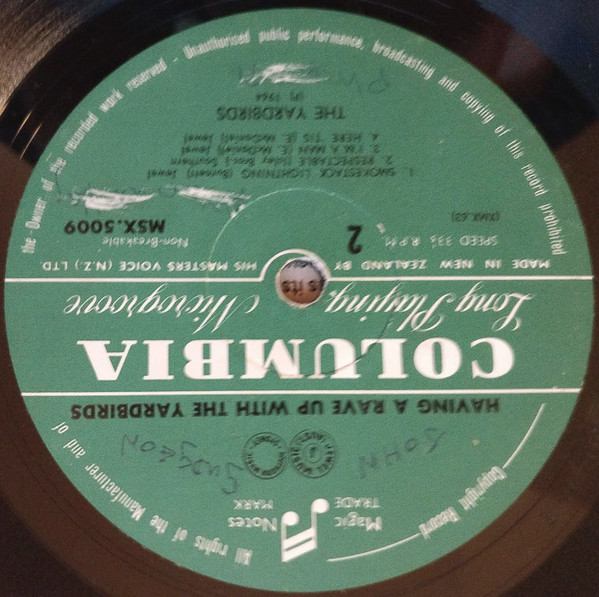 Copyright Record
All rights of the Manufacturer and of the Owner of the recorded work reserved - Unauthorised public performance, broadcasting and copying of this record prohibited
Magic Notes
TRADE MARK
JOHN
HAVING A RAVE UP WITH THE YARDBIRDS
COLUMBIA
Long Playing, Microgroove
MADE IN NEW ZEALAND BY HIS MASTERS VOICE (N.Z.) LTD
SPEED 33⅓ R.P.M. 2 Non-Breakable
(XMX.63) MSX.5009
1. SMOKESTACK LIGHTNING (Burnett) Jewel
2. RESPECTABLE (Isley Bros.) Southern
3. I'M A MAN (E. McDaniel) Jewel
4. HERE 'TIS (E. McDaniel) Jewel
(P) 1964
THE YARDBIRDS